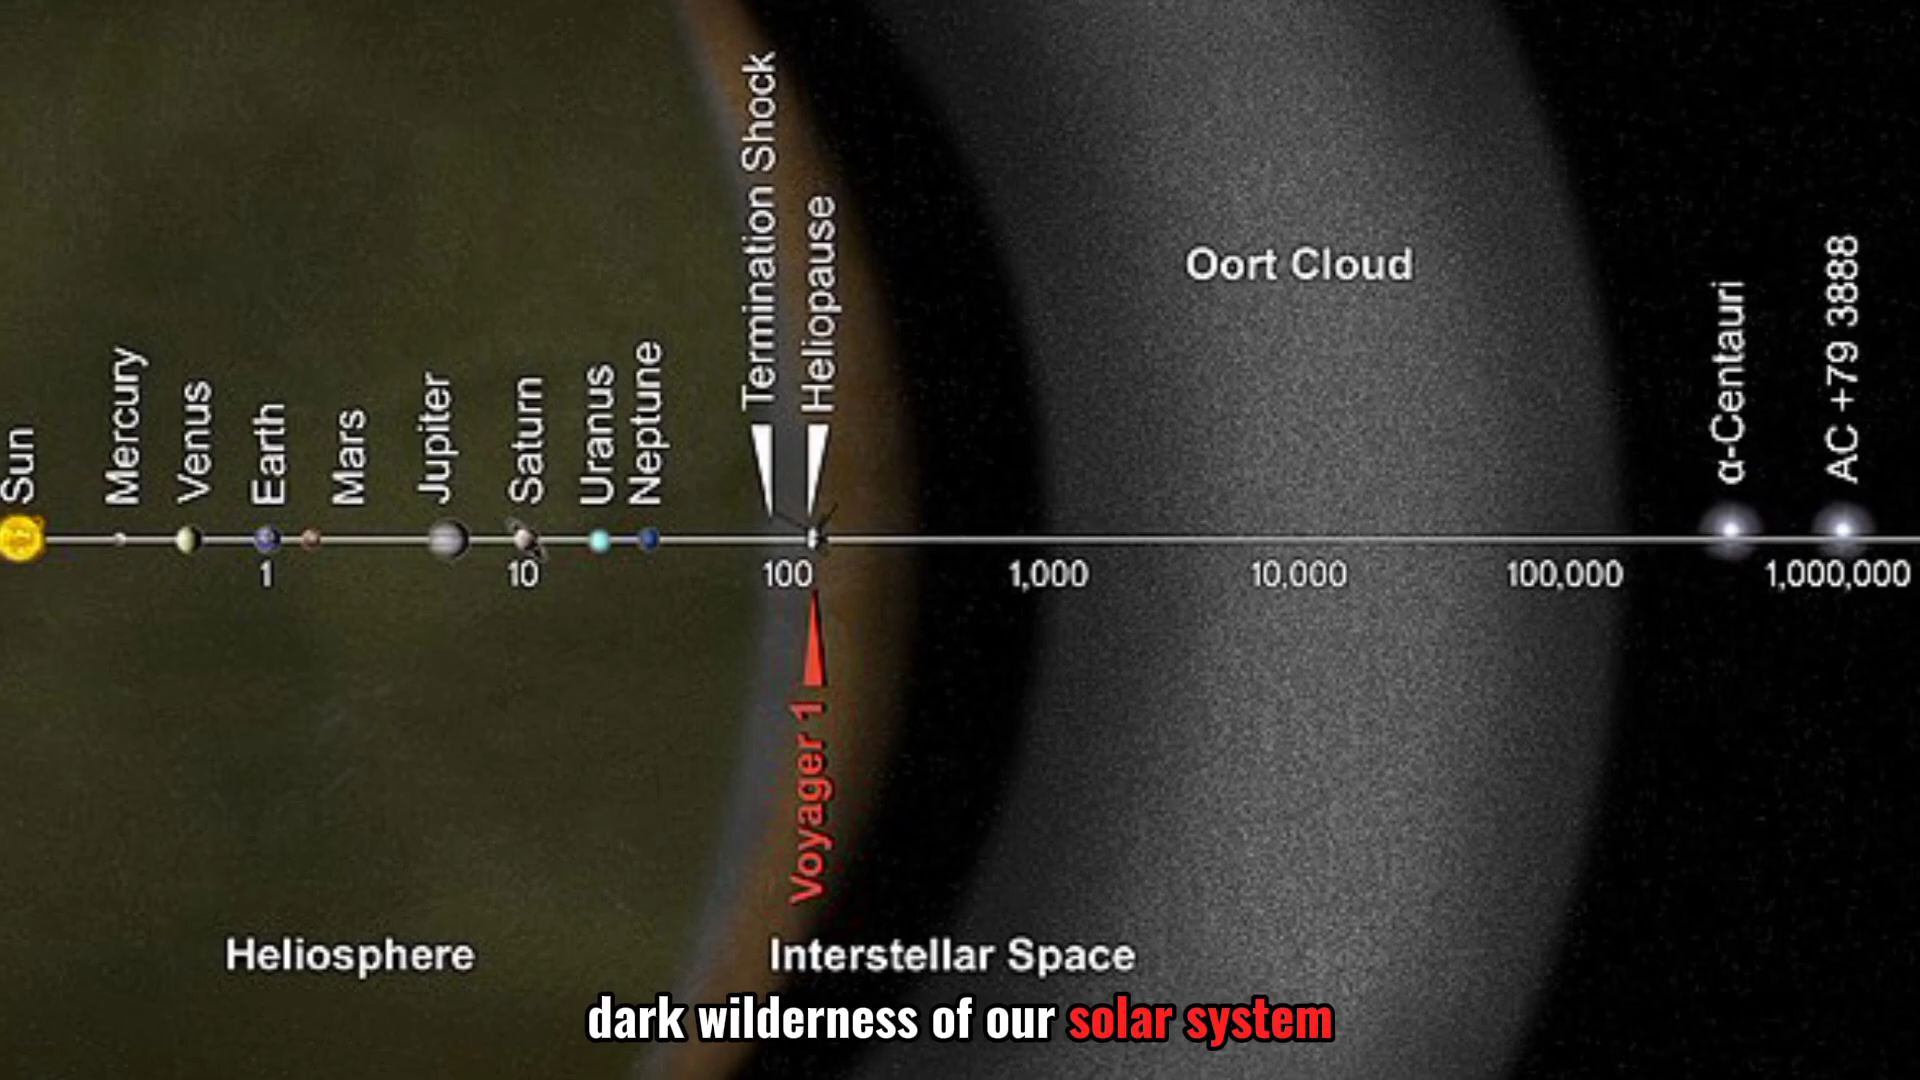 Sun
Mercury
Venus
Earth
Mars
Jupiter
Saturn
Uranus
Neptune
Termination Shock
Heliopause
Oort Cloud
α-Centauri
AC +79 3888
1
10
100
1,000
10,000
100,000
1,000,000
Voyager 1
Heliosphere
Interstellar Space
dark wilderness of our solar system